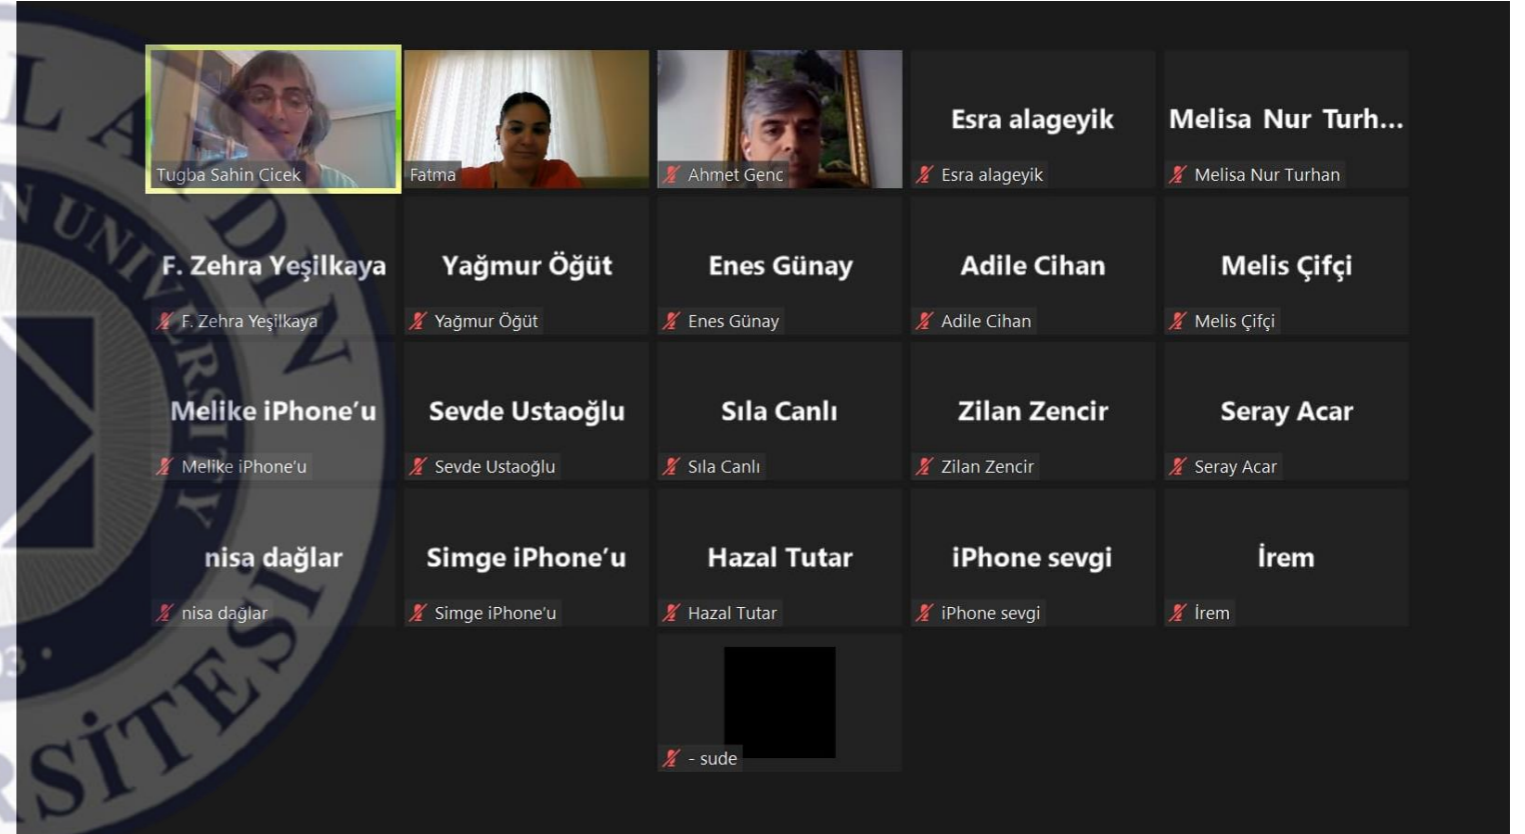 Tugba Sahin Cicek
Fatma
Ahmet Genc
Esra alageyik
Esra alageyik
Melisa Nur Turh...
Melisa Nur Turhan
F. Zehra Yeşilkaya
F. Zehra Yeşilkaya
Yağmur Öğüt
Yağmur Öğüt
Enes Günay
Enes Günay
Adile Cihan
Adile Cihan
Melis Çifçi
Melis Çifçi
Melike iPhone'u
Melike iPhone'u
Sevde Ustaoğlu
Sevde Ustaoğlu
Sıla Canlı
Sıla Canlı
Zilan Zencir
Zilan Zencir
Seray Acar
Seray Acar
nisa dağlar
nisa dağlar
Simge iPhone'u
Simge iPhone'u
Hazal Tutar
Hazal Tutar
iPhone sevgi
iPhone sevgi
İrem
İrem
- sude
UNIVERSITY